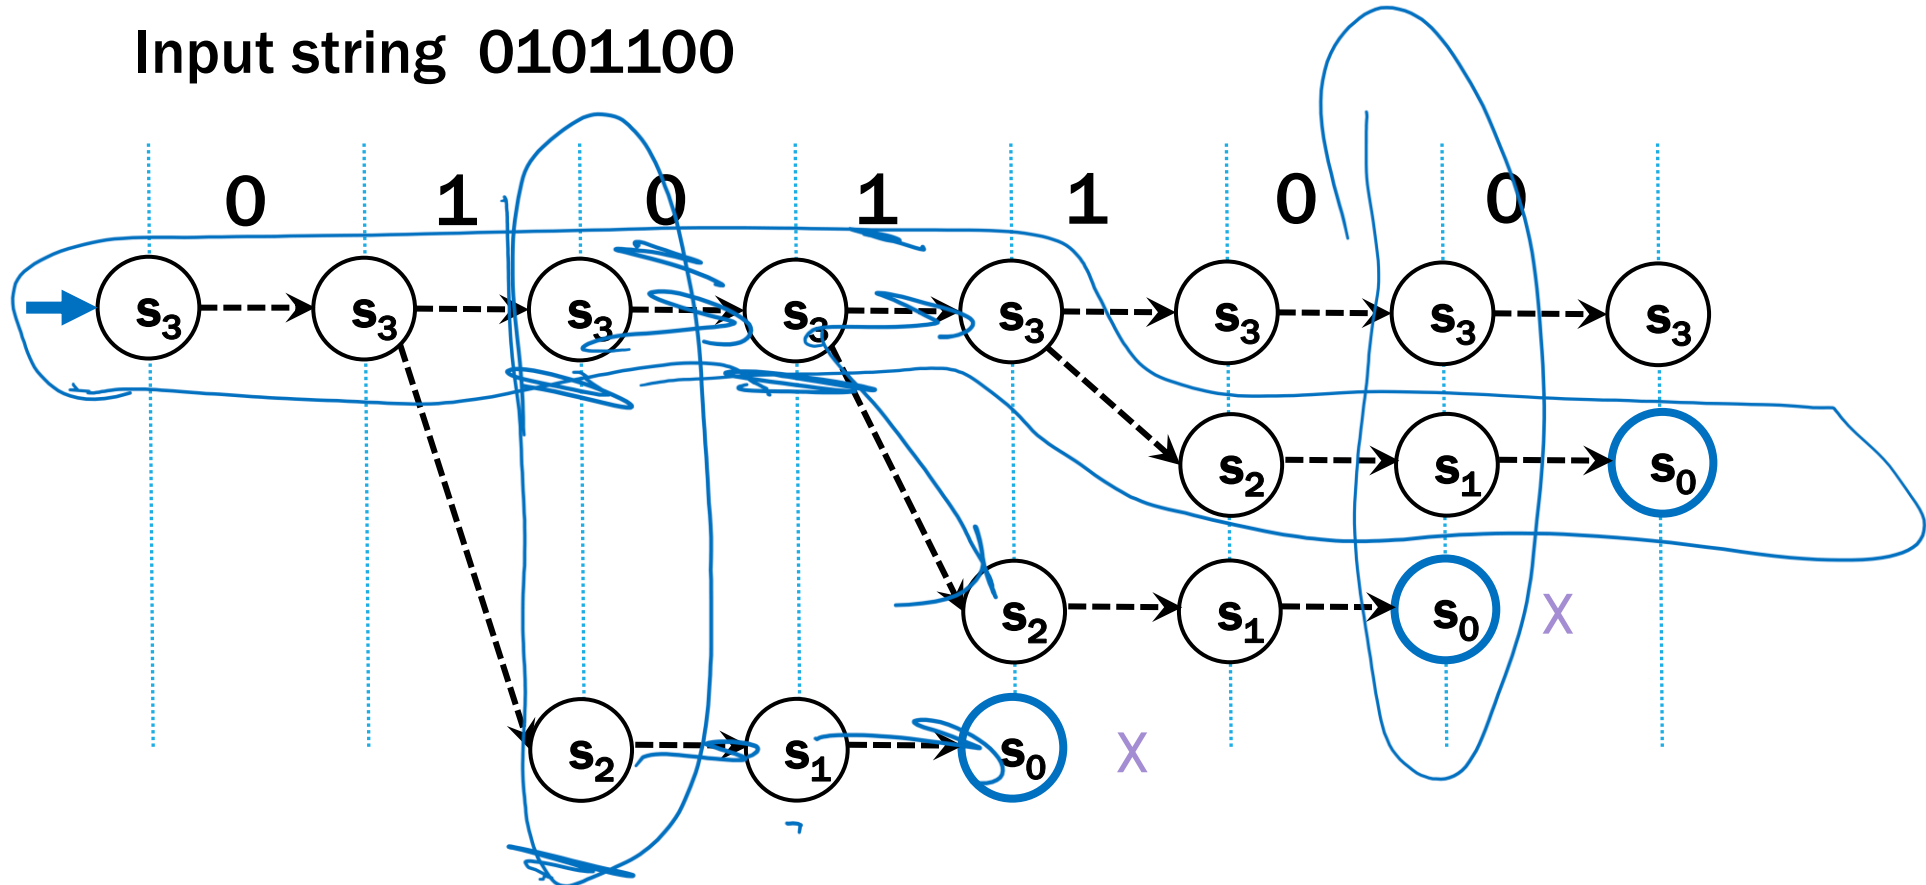 Input string 0101100
0 1 0 1 1 0 0
s3 s3 s3 s3 s3 s3 s3 s3
s2 s1 s0
s2 s1 s0 X
s2 s1 s0 X